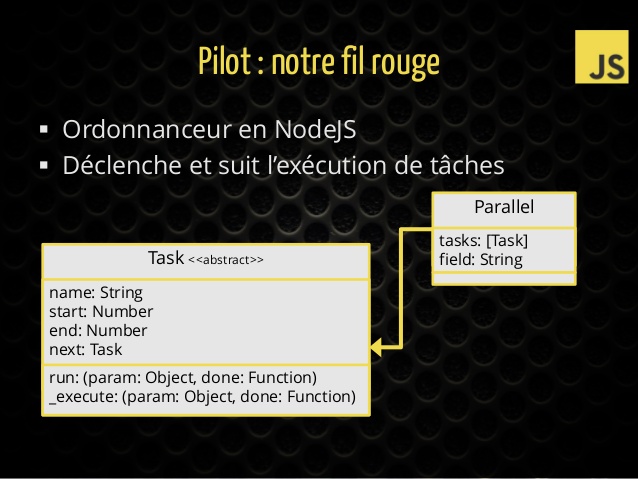 Pilot : notre fil rouge
JS
▪ Ordonnanceur en NodeJS
▪ Déclenche et suit l’exécution de tâches
Parallel
tasks: [Task]
field: String
Task <<abstract>>
name: String
start: Number
end: Number
next: Task
run: (param: Object, done: Function)
_execute: (param: Object, done: Function)